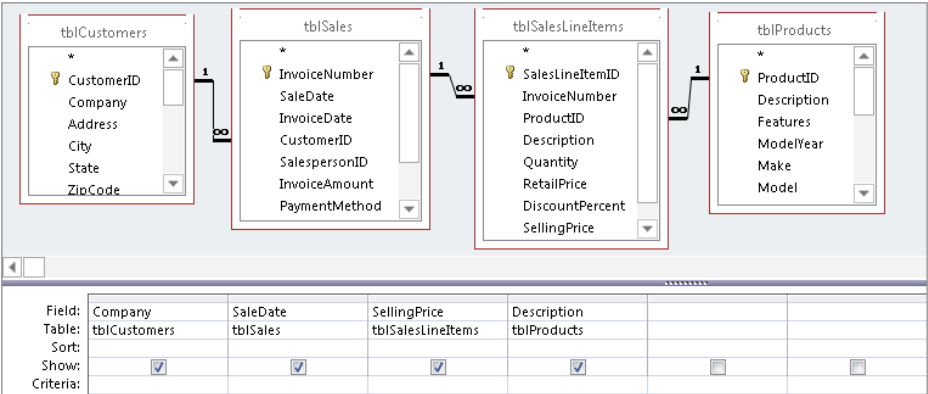 tblCustomers
*
CustomerID
Company
Address
City
State
ZipCode
1
∞
tblSales
*
InvoiceNumber
SaleDate
InvoiceDate
CustomerID
SalespersonID
InvoiceAmount
PaymentMethod
1
∞
tblSalesLineItems
*
SalesLineItemID
InvoiceNumber
ProductID
Description
Quantity
RetailPrice
DiscountPercent
SellingPrice
∞
1
tblProducts
*
ProductID
Description
Features
ModelYear
Make
Model
Field: Company SaleDate SellingPrice Description
Table: tblCustomers tblSales tblSalesLineItems tblProducts
Sort:
Show:
Criteria: